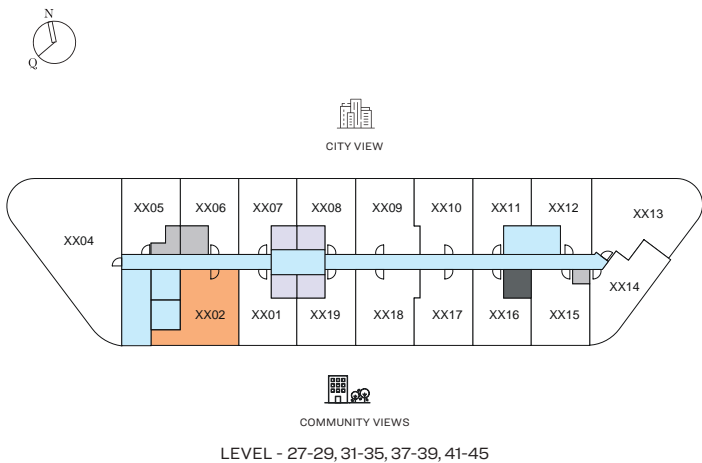 N
Q
CITY VIEW
XX05 XX06 XX07 XX08 XX09 XX10 XX11 XX12
XX13
XX04
XX14
XX02 XX01 XX19 XX18 XX17 XX16 XX15
COMMUNITY VIEWS
LEVEL - 27-29, 31-35, 37-39, 41-45